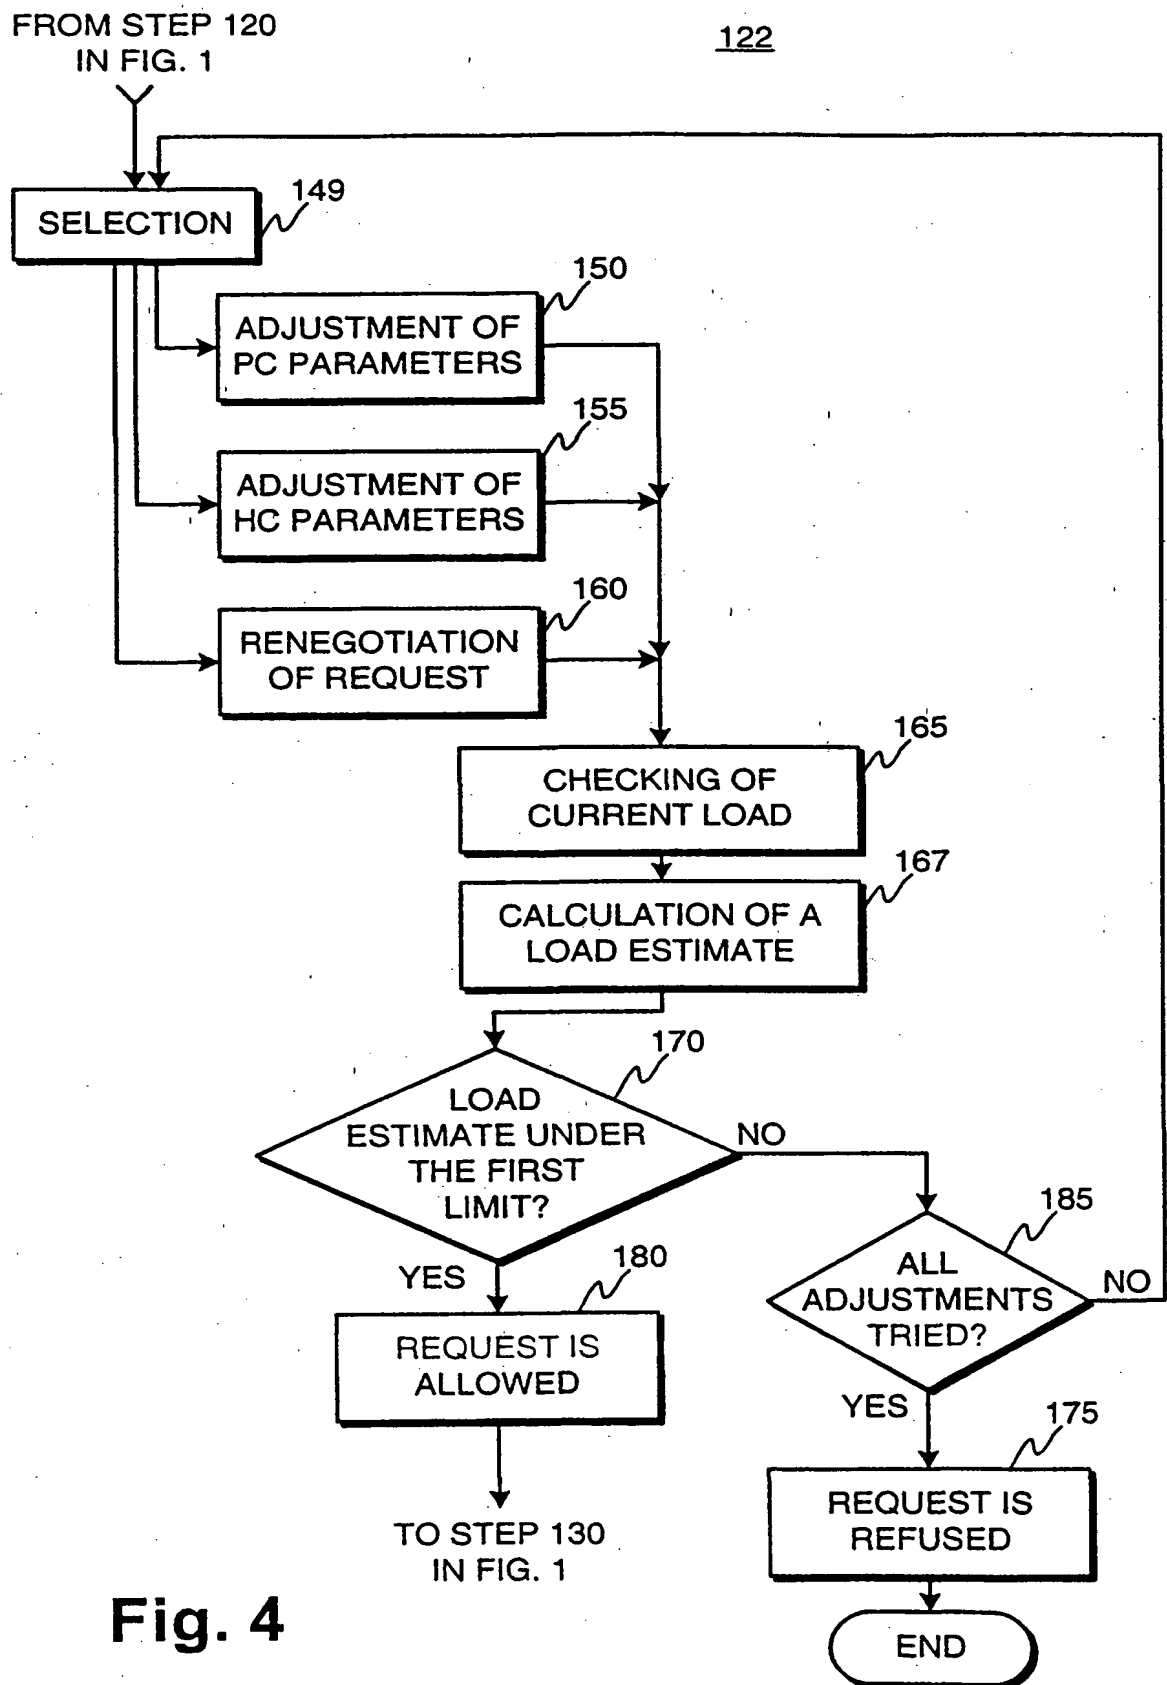 FROM STEP 120
IN FIG. 1
122
SELECTION
149
150
ADJUSTMENT OF
PC PARAMETERS
155
ADJUSTMENT OF
HC PARAMETERS
160
RENEGOTIATION
OF REQUEST
165
CHECKING OF
CURRENT LOAD
167
CALCULATION OF A
LOAD ESTIMATE
170
LOAD
ESTIMATE UNDER
THE FIRST
LIMIT?
NO
185
ALL
ADJUSTMENTS
TRIED?
NO
YES
180
REQUEST IS
ALLOWED
YES
175
REQUEST IS
REFUSED
TO STEP 130
IN FIG. 1
END
Fig. 4